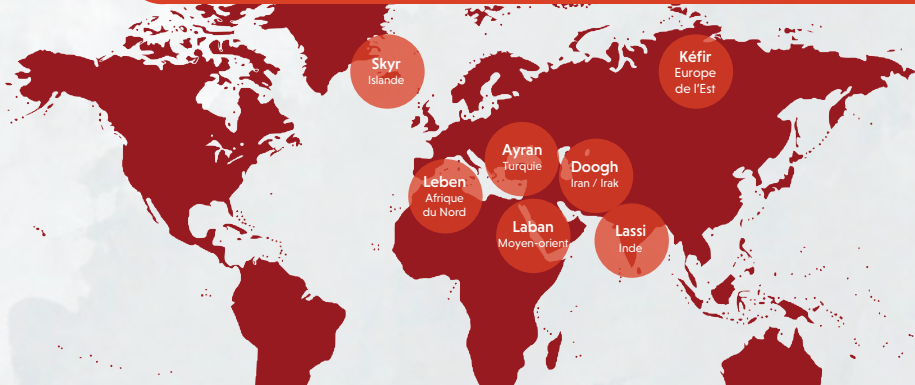 Skyr
Islande
Kéfir
Europe
de l'Est
Ayran
Turquie
Doogh
Iran / Irak
Leben
Afrique
du Nord
Laban
Moyen-orient
Lassi
Inde